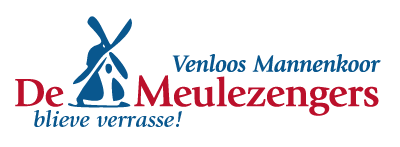 Venloos Mannenkoor
De Meulezengers
blieve verrasse!